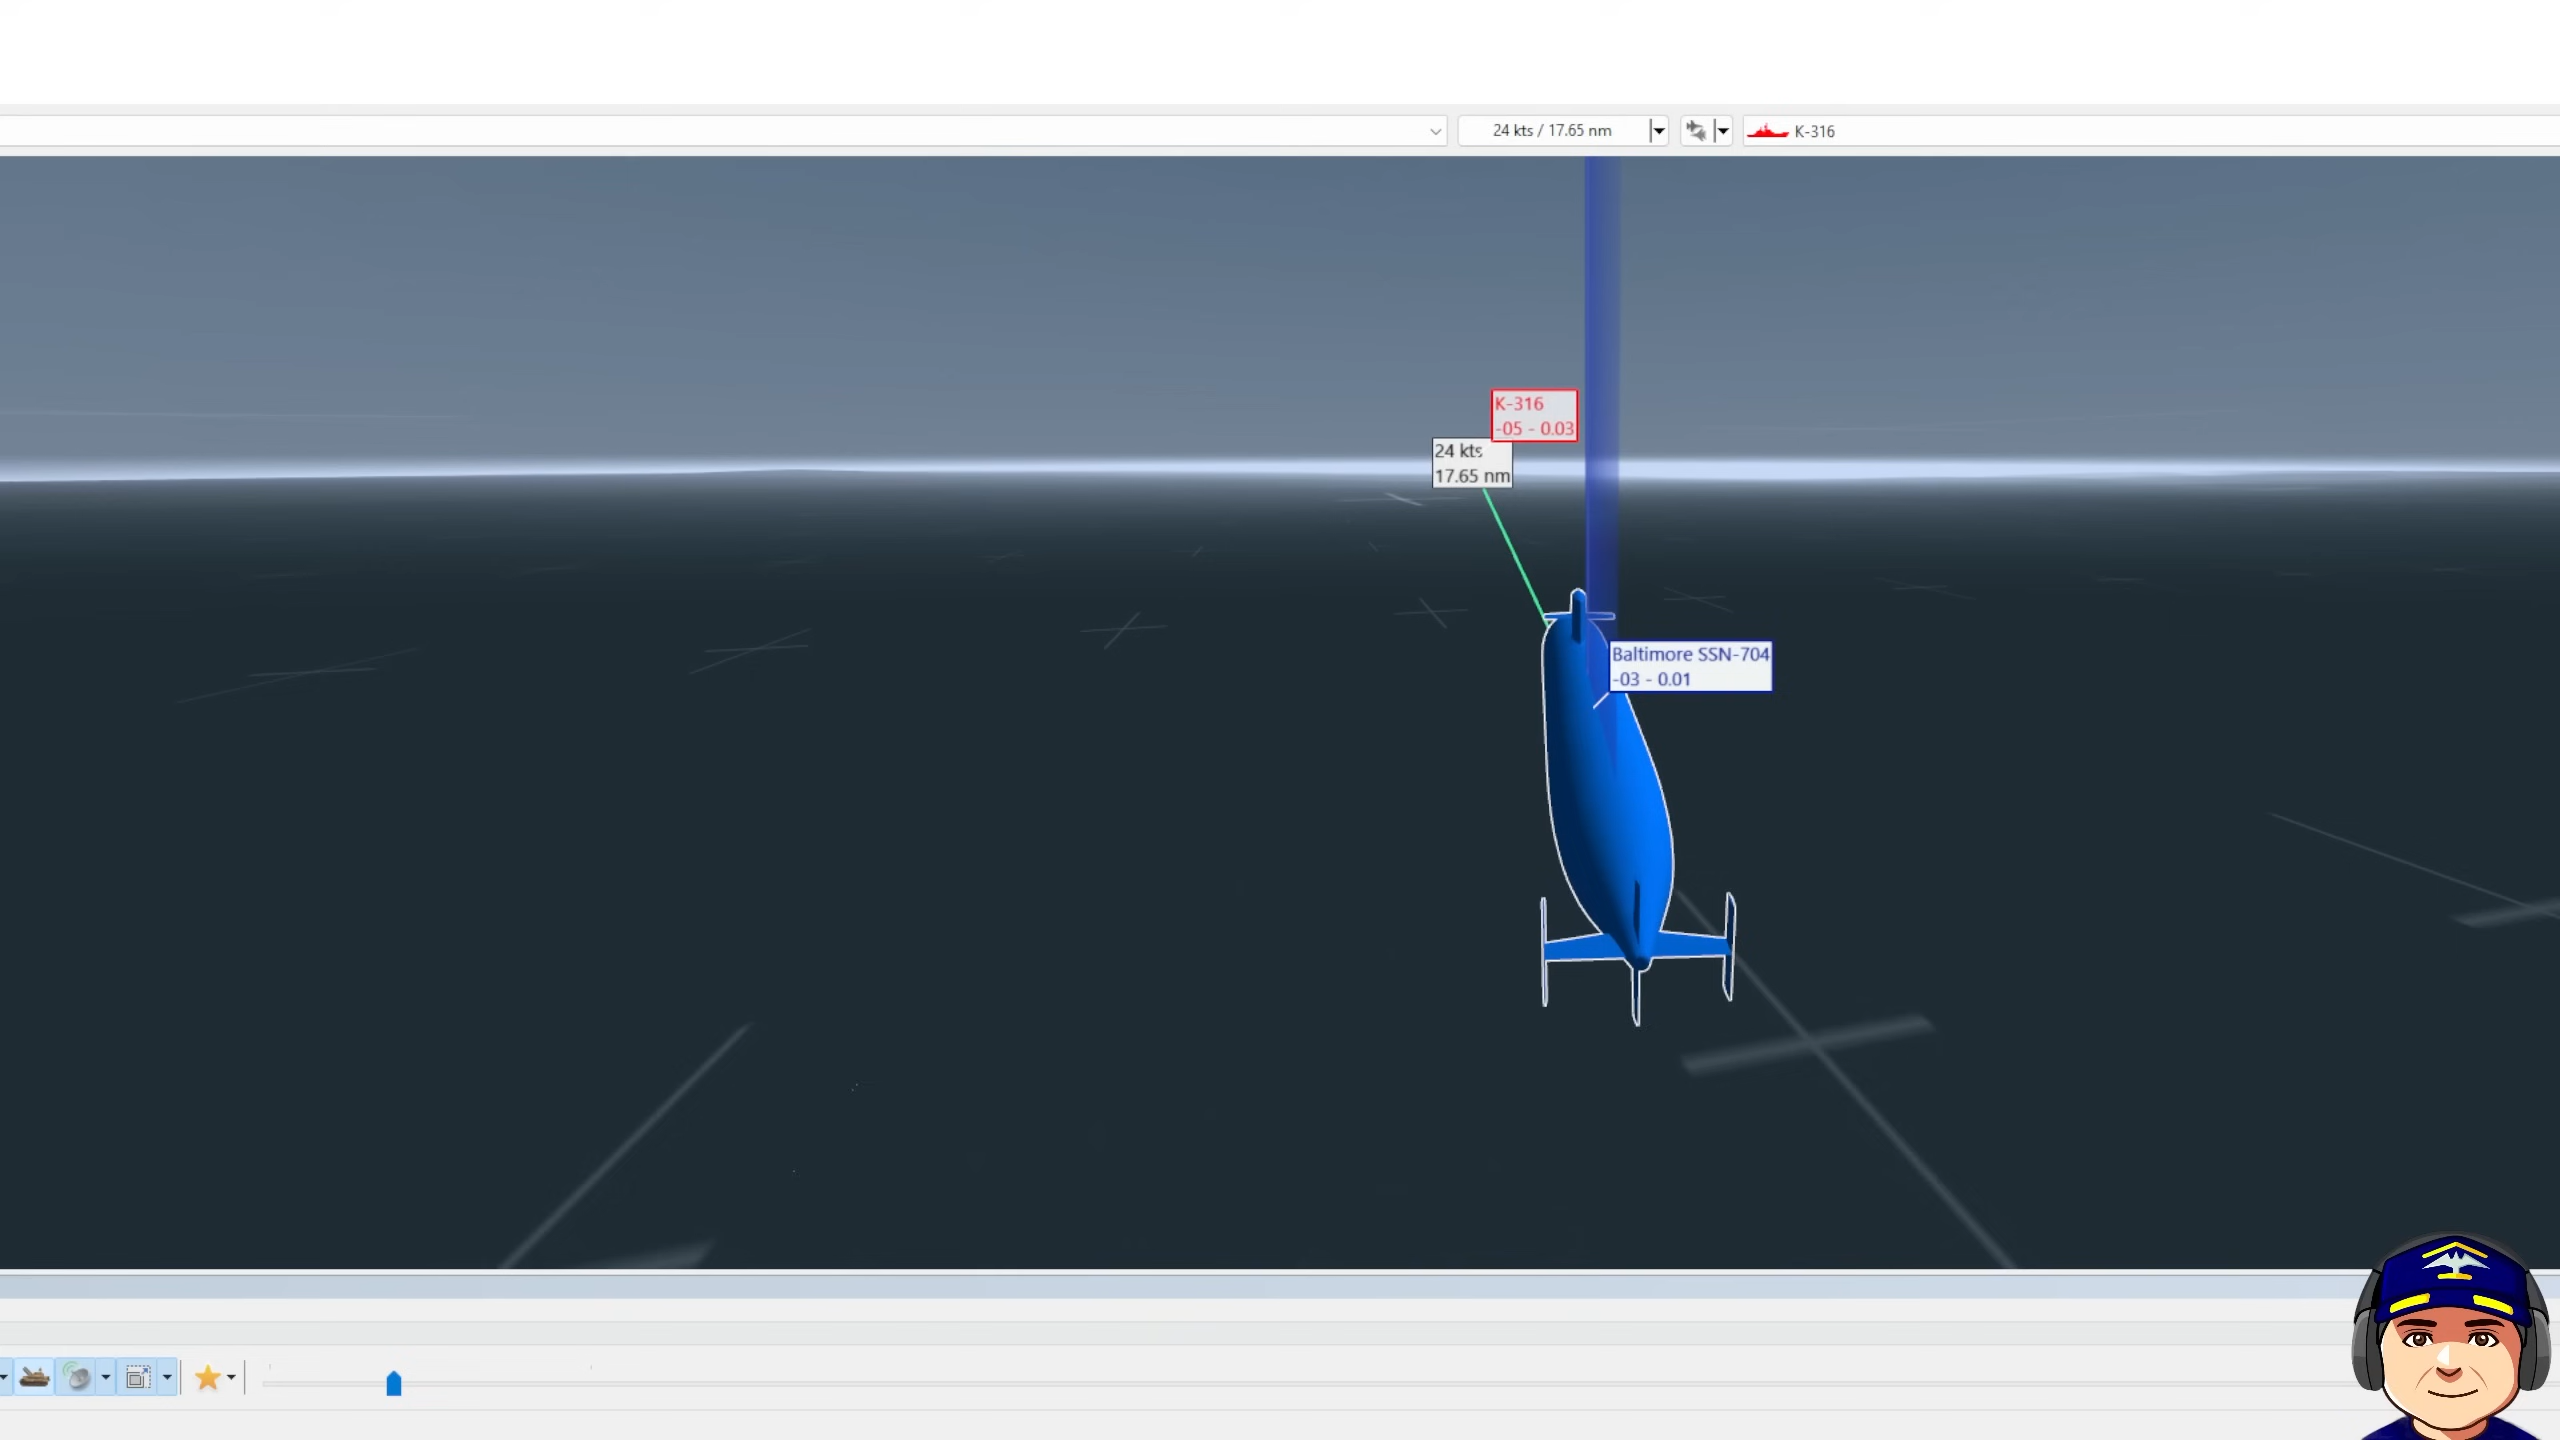 24 kts / 17.65 nm
K-316
K-316
-05 - 0.03
24 kts
17.65 nm
Baltimore SSN-704
-03 - 0.01